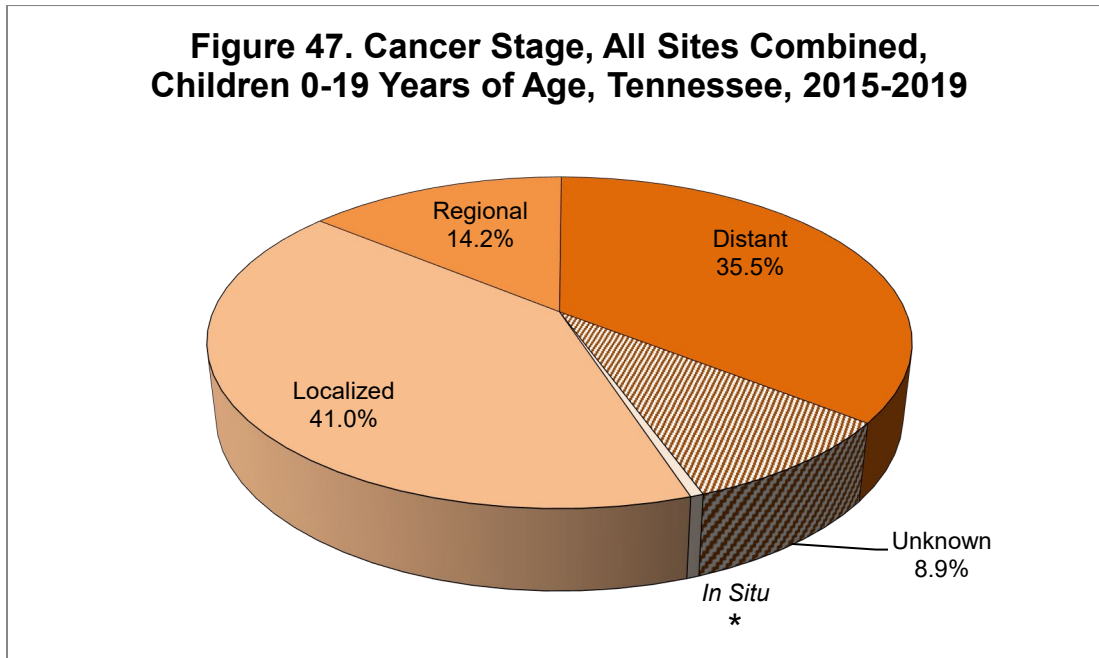 Figure 47. Cancer Stage, All Sites Combined,
Children 0-19 Years of Age, Tennessee, 2015-2019
Regional
14.2%
Distant
35.5%
Localized
41.0%
Unknown
8.9%
In Situ
*